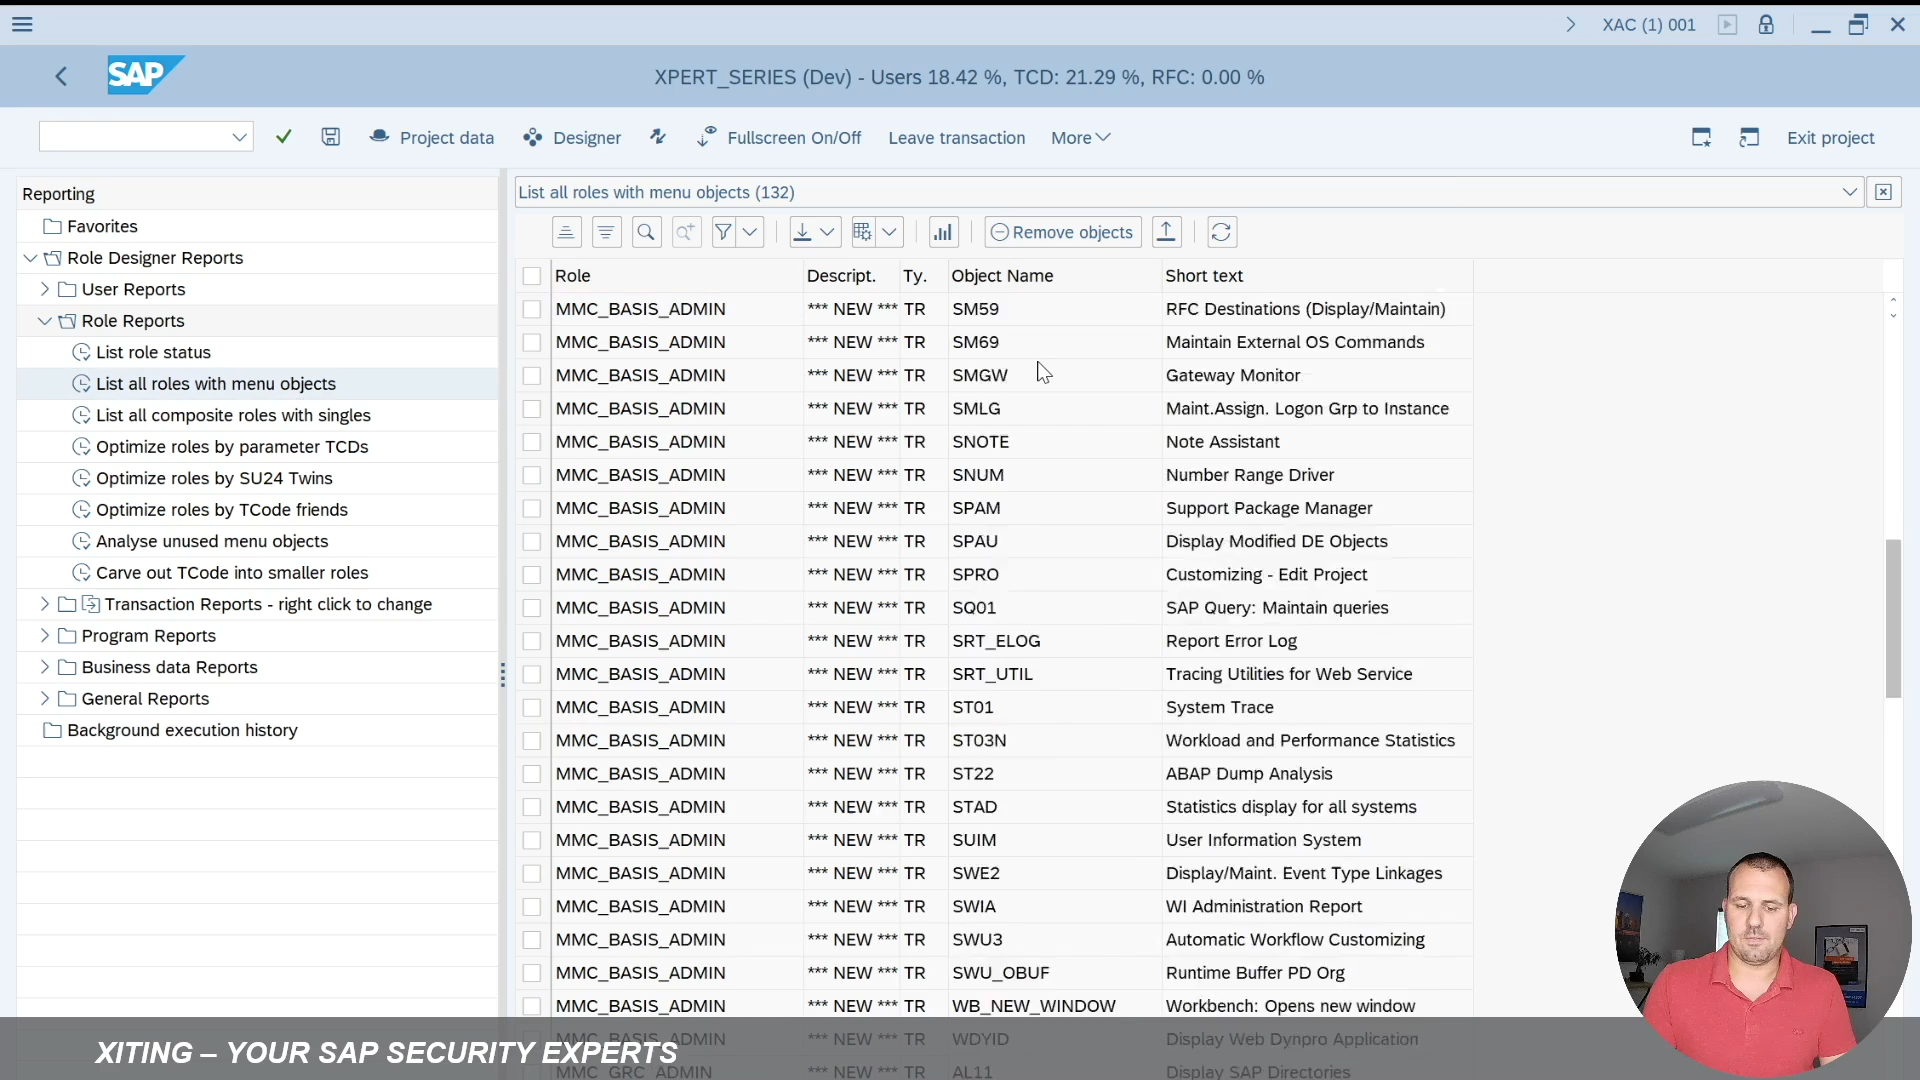 XAC (1) 001
SAP
XPERT_SERIES (Dev) - Users 18.42 %, TCD: 21.29 %, RFC: 0.00 %
Project data
Designer
Fullscreen On/Off
Leave transaction
More
Exit project
Reporting
Favorites
Role Designer Reports
User Reports
Role Reports
List role status
List all roles with menu objects
List all composite roles with singles
Optimize roles by parameter TCDs
Optimize roles by SU24 Twins
Optimize roles by TCode friends
Analyse unused menu objects
Carve out TCode into smaller roles
Transaction Reports - right click to change
Program Reports
Business data Reports
General Reports
Background execution history
List all roles with menu objects (132)
Remove objects
Role Descript. Ty. Object Name Short text
MMC_BASIS_ADMIN *** NEW *** TR SM59 RFC Destinations (Display/Maintain)
MMC_BASIS_ADMIN *** NEW *** TR SM69 Maintain External OS Commands
MMC_BASIS_ADMIN *** NEW *** TR SMGW Gateway Monitor
MMC_BASIS_ADMIN *** NEW *** TR SMLG Maint.Assign. Logon Grp to Instance
MMC_BASIS_ADMIN *** NEW *** TR SNOTE Note Assistant
MMC_BASIS_ADMIN *** NEW *** TR SNUM Number Range Driver
MMC_BASIS_ADMIN *** NEW *** TR SPAM Support Package Manager
MMC_BASIS_ADMIN *** NEW *** TR SPAU Display Modified DE Objects
MMC_BASIS_ADMIN *** NEW *** TR SPRO Customizing - Edit Project
MMC_BASIS_ADMIN *** NEW *** TR SQ01 SAP Query: Maintain queries
MMC_BASIS_ADMIN *** NEW *** TR SRT_ELOG Report Error Log
MMC_BASIS_ADMIN *** NEW *** TR SRT_UTIL Tracing Utilities for Web Service
MMC_BASIS_ADMIN *** NEW *** TR ST01 System Trace
MMC_BASIS_ADMIN *** NEW *** TR ST03N Workload and Performance Statistics
MMC_BASIS_ADMIN *** NEW *** TR ST22 ABAP Dump Analysis
MMC_BASIS_ADMIN *** NEW *** TR STAD Statistics display for all systems
MMC_BASIS_ADMIN *** NEW *** TR SUIM User Information System
MMC_BASIS_ADMIN *** NEW *** TR SWE2 Display/Maint. Event Type Linkages
MMC_BASIS_ADMIN *** NEW *** TR SWIA WI Administration Report
MMC_BASIS_ADMIN *** NEW *** TR SWU3 Automatic Workflow Customizing
MMC_BASIS_ADMIN *** NEW *** TR SWU_OBUF Runtime Buffer PD Org
MMC_BASIS_ADMIN *** NEW *** TR WB_NEW_WINDOW Workbench: Opens new window
MMC_BASIS_ADMIN *** NEW *** TR WDYID Display Web Dynpro Application
MMC_GRC_ADMIN *** NEW *** TR AL11 Display SAP Directories
XITING – YOUR SAP SECURITY EXPERTS